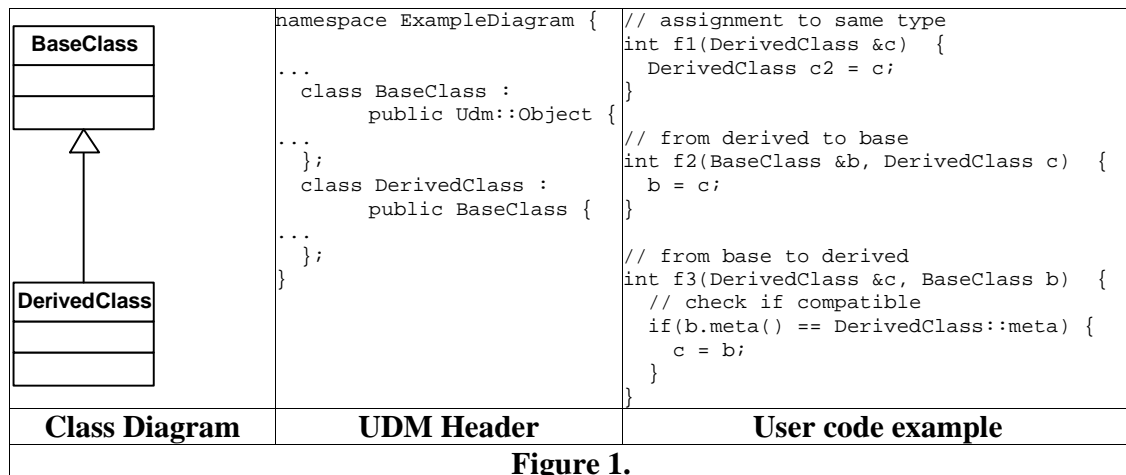 BaseClass
DerivedClass
namespace ExampleDiagram {
...
class BaseClass :
public Udm::Object {
...
};
class DerivedClass :
public BaseClass {
...
};
}
// assignment to same type
int f1(DerivedClass &c)  {
DerivedClass c2 = c;
}
// from derived to base
int f2(BaseClass &b, DerivedClass c)  {
b = c;
}
// from base to derived
int f3(DerivedClass &c, BaseClass b)  {
// check if compatible
if(b.meta() == DerivedClass::meta) {
c = b;
}
}
Class Diagram
UDM Header
User code example
Figure 1.